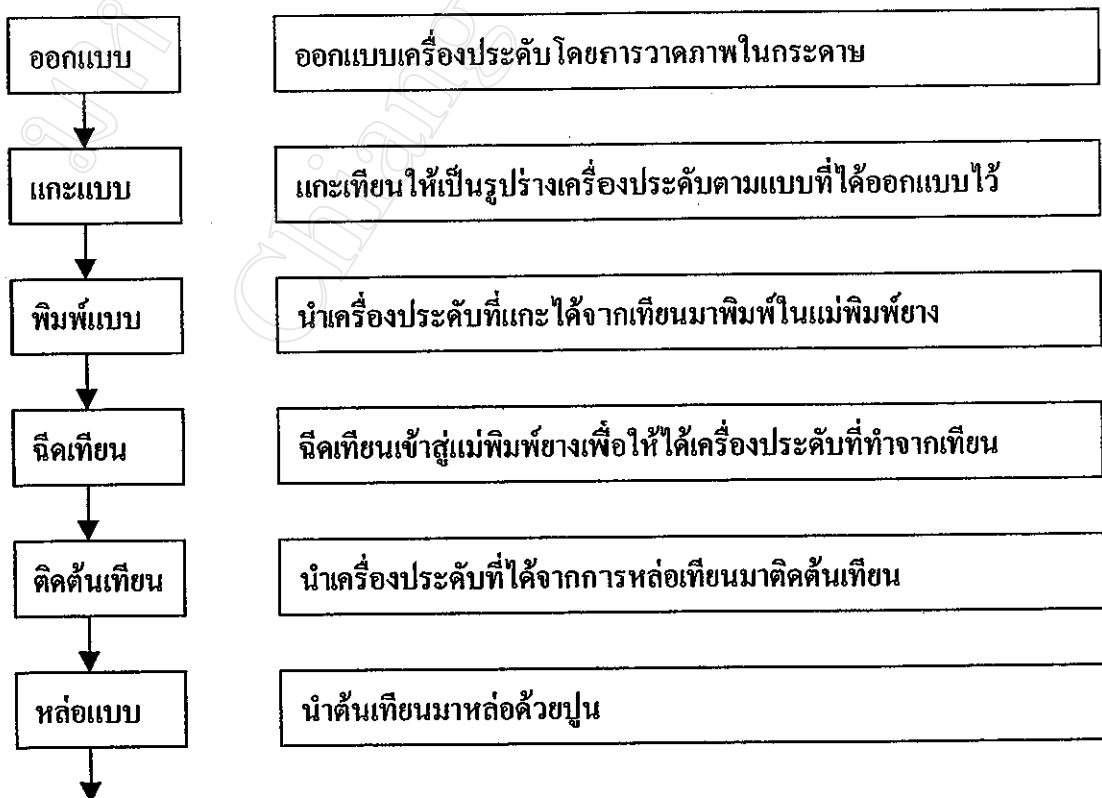 ออกแบบ
ออกแบบเครื่องประดับโดยการวาดภาพในกระดาษ
แกะแบบ
แกะเทียนให้เป็นรูปร่างเครื่องประดับตามแบบที่ได้ออกแบบไว้
พิมพ์แบบ
นำเครื่องประดับที่แกะได้จากเทียนมาพิมพ์ในแม่พิมพ์ยาง
ฉีดเทียน
ฉีดเทียนเข้าสู่แม่พิมพ์ยางเพื่อให้ได้เครื่องประดับที่ทำจากเทียน
ติดต้นเทียน
นำเครื่องประดับที่ได้จากการหล่อเทียนมาติดต้นเทียน
หล่อแบบ
นำต้นเทียนมาหล่อด้วยปูน
Chiang